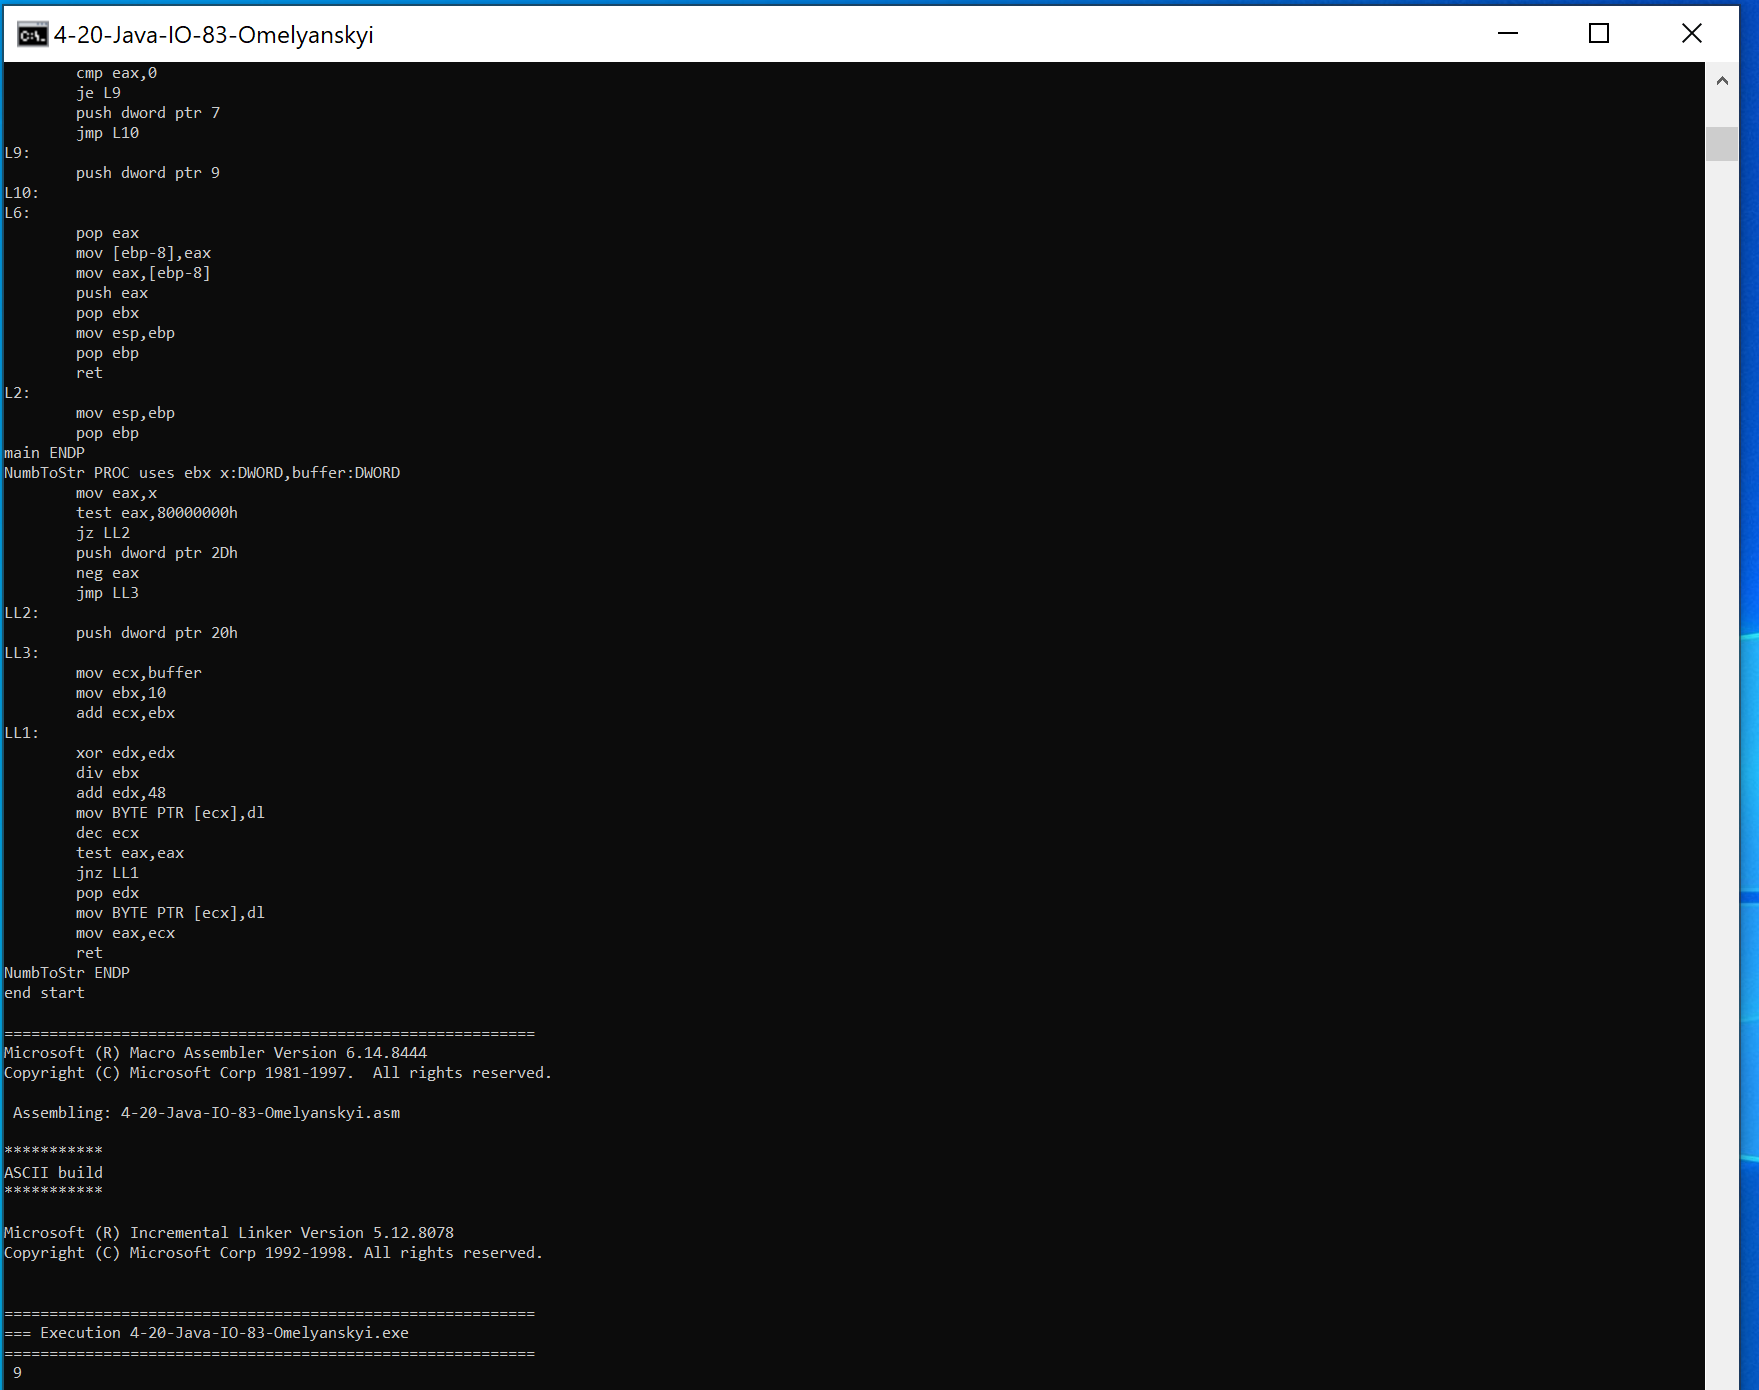 4-20-Java-IO-83-Omelyanskyi
cmp eax,0
je L9
push dword ptr 7
jmp L10
L9:
push dword ptr 9
L10:
L6:
pop eax
mov [ebp-8],eax
mov eax,[ebp-8]
push eax
pop ebx
mov esp,ebp
pop ebp
ret
L2:
mov esp,ebp
pop ebp
main ENDP
NumbToStr PROC uses ebx x:DWORD,buffer:DWORD
mov eax,x
test eax,80000000h
jz LL2
push dword ptr 2Dh
neg eax
jmp LL3
LL2:
push dword ptr 20h
LL3:
mov ecx,buffer
mov ebx,10
add ecx,ebx
LL1:
xor edx,edx
div ebx
add edx,48
mov BYTE PTR [ecx],dl
dec ecx
test eax,eax
jnz LL1
pop edx
mov BYTE PTR [ecx],dl
mov eax,ecx
ret
NumbToStr ENDP
end start
===========================================================
Microsoft (R) Macro Assembler Version 6.14.8444
Copyright (C) Microsoft Corp 1981-1997.  All rights reserved.
Assembling: 4-20-Java-IO-83-Omelyanskyi.asm
***********
ASCII build
***********
Microsoft (R) Incremental Linker Version 5.12.8078
Copyright (C) Microsoft Corp 1992-1998. All rights reserved.
===========================================================
=== Execution 4-20-Java-IO-83-Omelyanskyi.exe
===========================================================
9